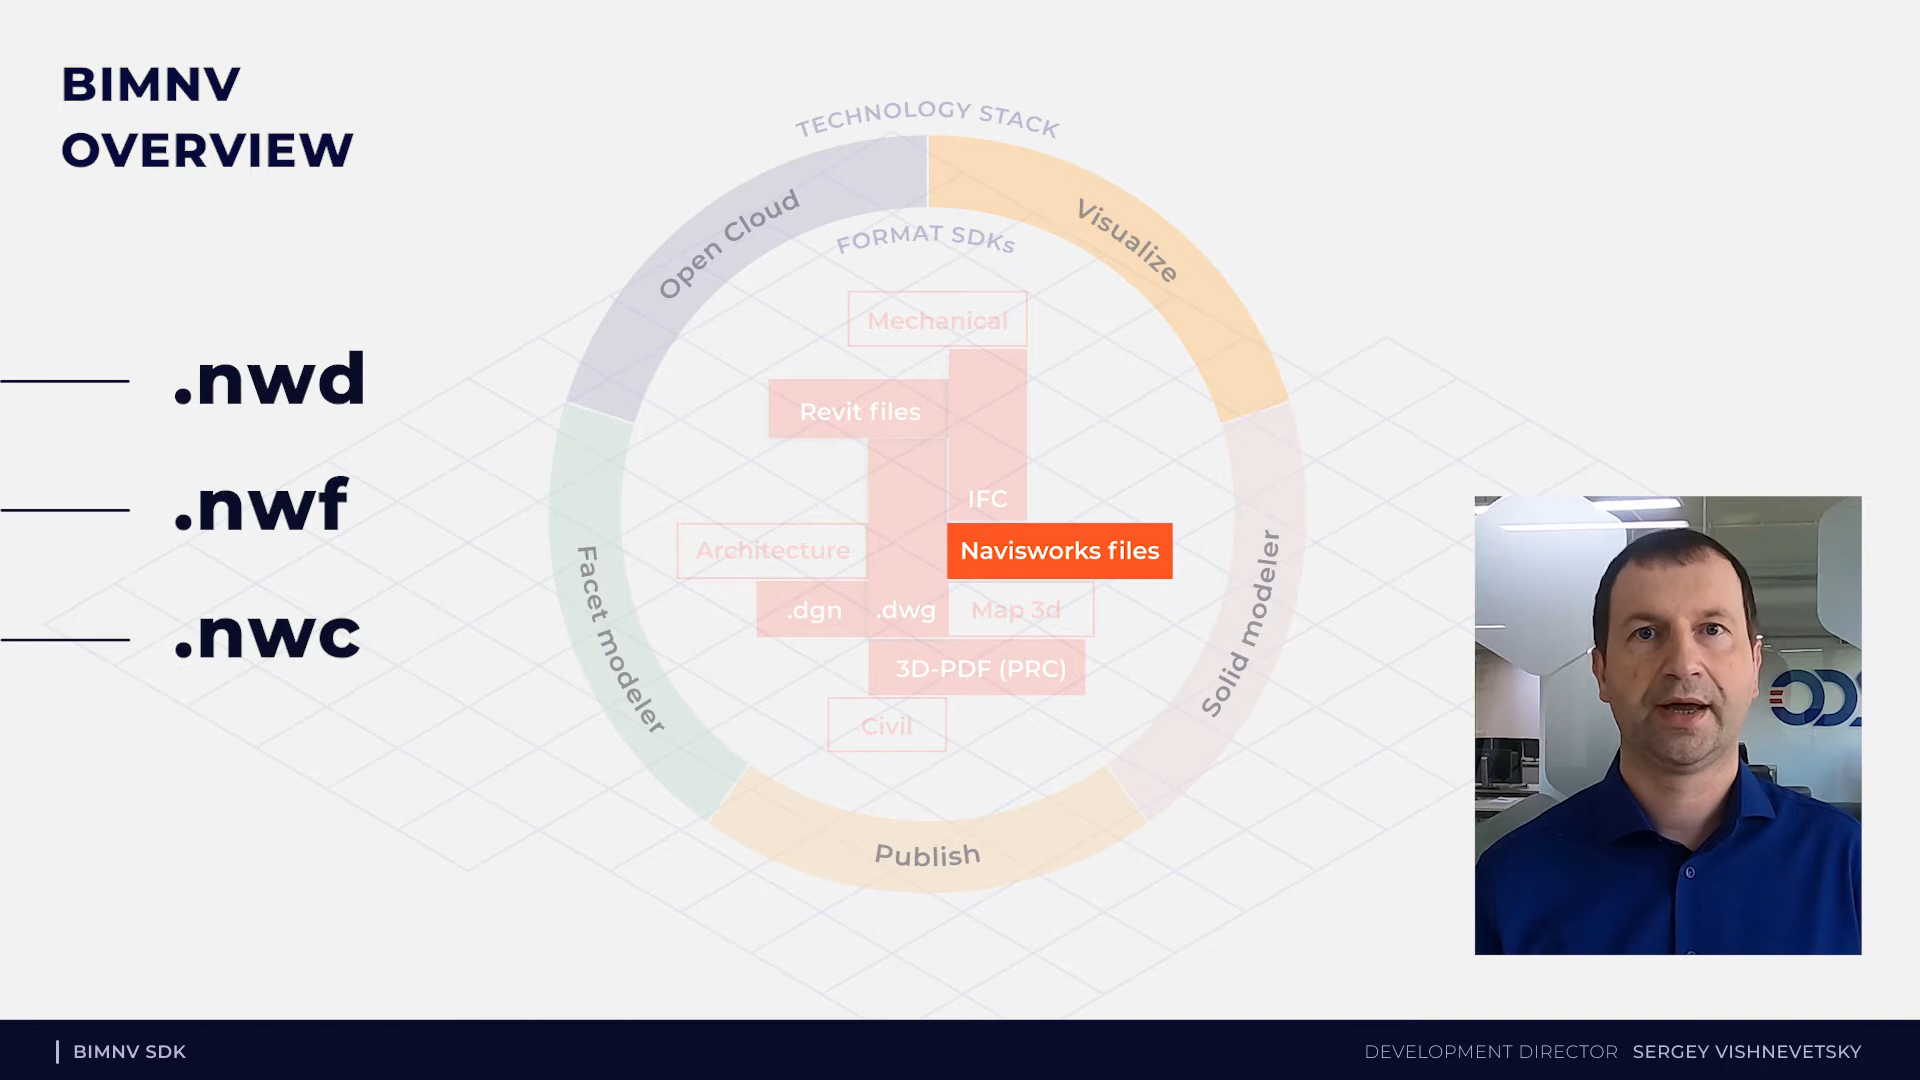 BIMNV
OVERVIEW
.nwd
.nwf
.nwc
TECHNOLOGY STACK
Open Cloud
Visualize
FORMAT SDKs
Mechanical
Revit files
IFC
Architecture
Navisworks files
.dgn
.dwg
Map 3d
3D-PDF (PRC)
Civil
Facet modeler
Solid modeler
Publish
BIMNV SDK
DEVELOPMENT DIRECTOR SERGEY VISHNEVETSKY